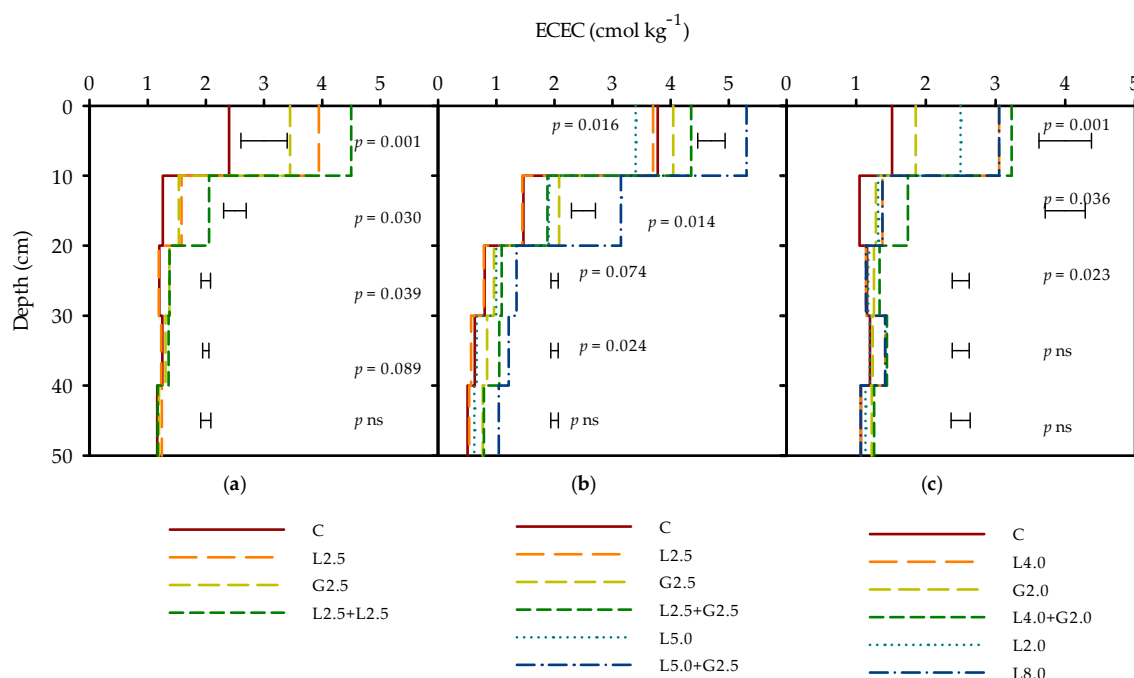 ECEC (cmol kg⁻¹)
0 1 2 3 4 5 0 1 2 3 4 5 0 1 2 3 4 5
Depth (cm)
0
10
20
30
40
50
p = 0.001
p = 0.030
p = 0.039
p = 0.089
p ns
p = 0.016
p = 0.014
p = 0.074
p = 0.024
p ns
p = 0.001
p = 0.036
p = 0.023
p ns
p ns
(a) (b) (c)
C
L2.5
G2.5
L2.5+L2.5
C
L2.5
G2.5
L2.5+G2.5
L5.0
L5.0+G2.5
C
L4.0
G2.0
L4.0+G2.0
L2.0
L8.0